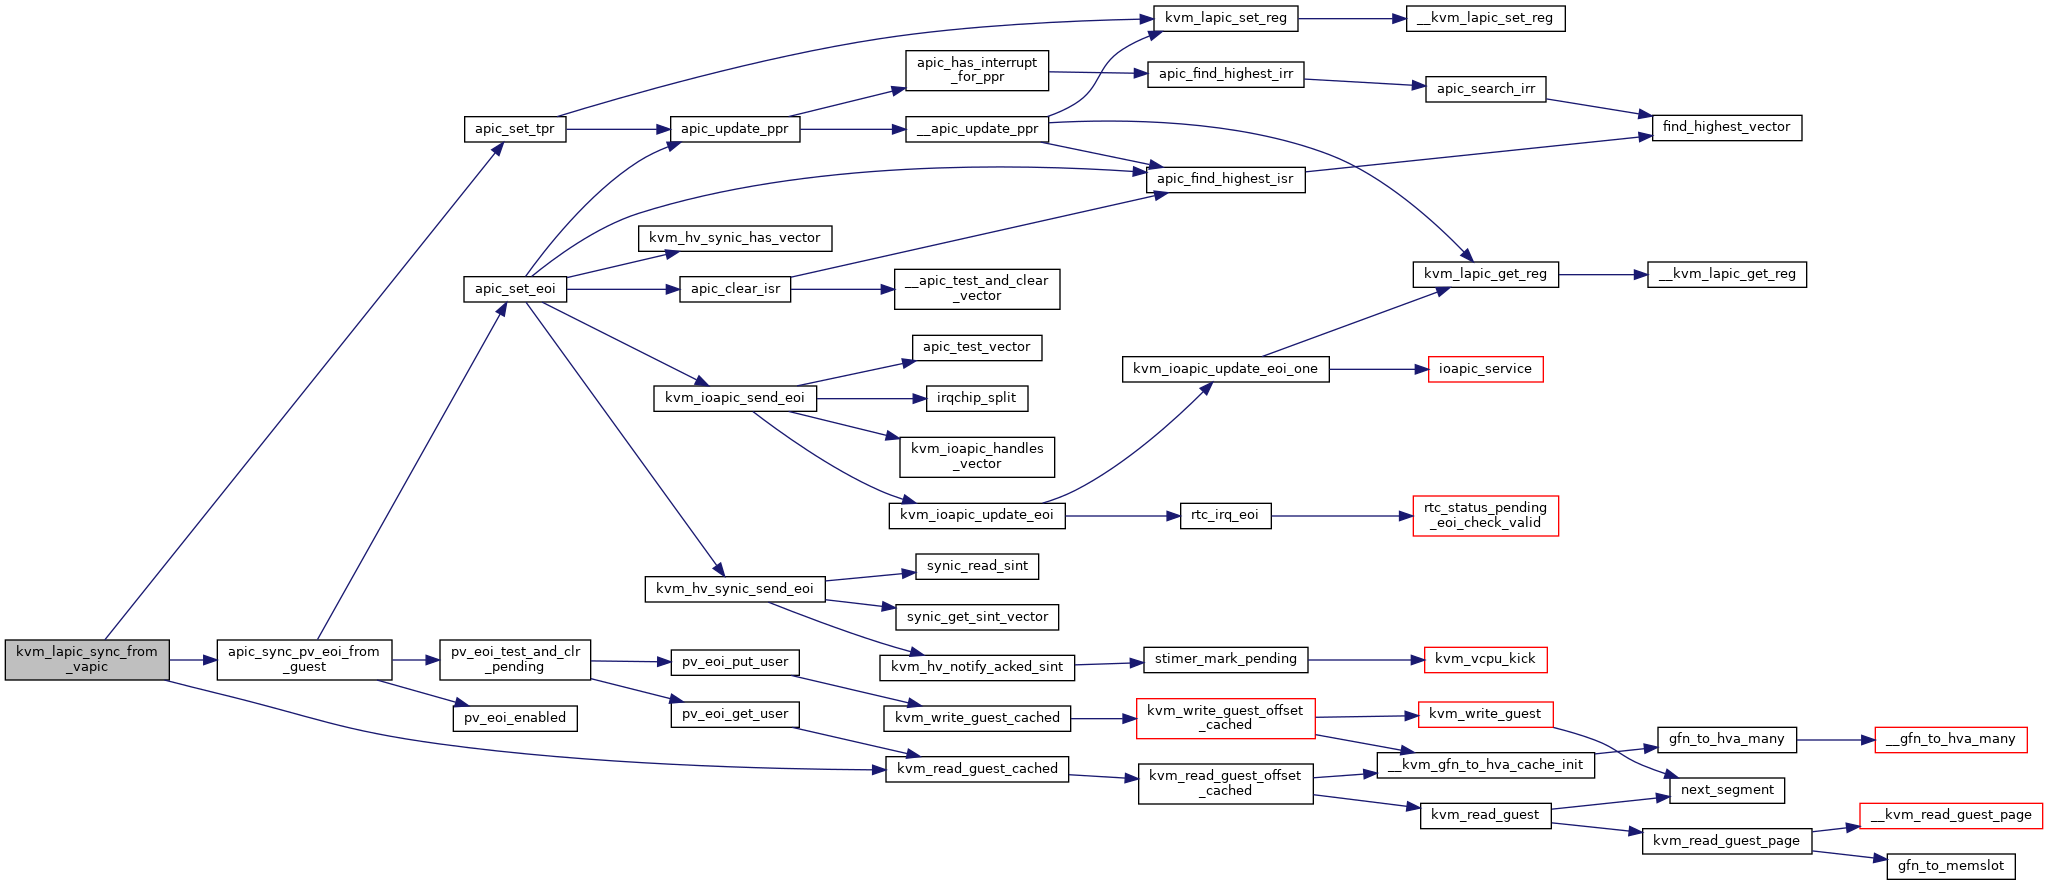 kvm_lapic_set_reg
__kvm_lapic_set_reg
apic_has_interrupt
_for_ppr
apic_find_highest_irr
apic_search_irr
apic_set_tpr
apic_update_ppr
__apic_update_ppr
find_highest_vector
apic_find_highest_isr
kvm_hv_synic_has_vector
kvm_lapic_get_reg
__kvm_lapic_get_reg
apic_set_eoi
apic_clear_isr
__apic_test_and_clear
_vector
apic_test_vector
kvm_ioapic_update_eoi_one
ioapic_service
kvm_ioapic_send_eoi
irqchip_split
kvm_ioapic_handles
_vector
kvm_ioapic_update_eoi
rtc_irq_eoi
rtc_status_pending
_eoi_check_valid
synic_read_sint
kvm_hv_synic_send_eoi
synic_get_sint_vector
kvm_lapic_sync_from
_vapic
apic_sync_pv_eoi_from
_guest
pv_eoi_test_and_clr
_pending
pv_eoi_put_user
kvm_hv_notify_acked_sint
stimer_mark_pending
kvm_vcpu_kick
pv_eoi_enabled
pv_eoi_get_user
kvm_write_guest_cached
kvm_write_guest_offset
_cached
kvm_write_guest
gfn_to_hva_many
__gfn_to_hva_many
kvm_read_guest_cached
kvm_read_guest_offset
_cached
__kvm_gfn_to_hva_cache_init
next_segment
kvm_read_guest
__kvm_read_guest_page
kvm_read_guest_page
gfn_to_memslot